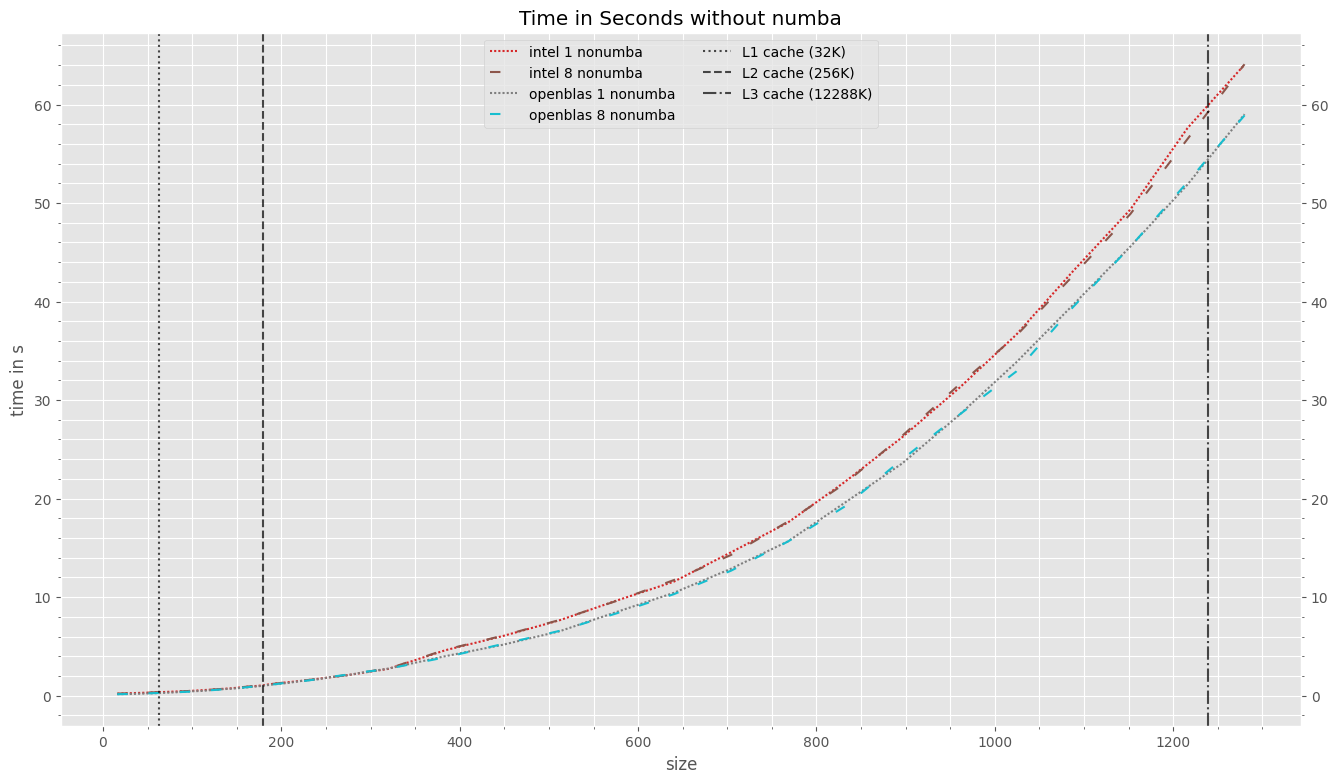 Time in Seconds without numba
intel 1 nonumba
intel 8 nonumba
openblas 1 nonumba
openblas 8 nonumba
L1 cache (32K)
L2 cache (256K)
L3 cache (12288K)
time in s
60
50
40
30
20
10
0
60
50
40
30
20
10
0
0 200 400 600 800 1000 1200
size